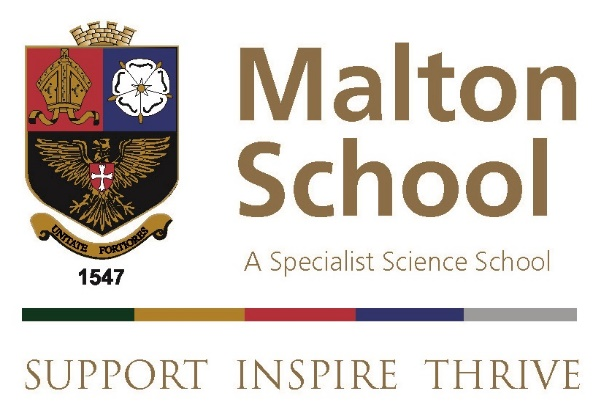 Malton
School
A Specialist Science School
UNITATE FORTIORES
1547
SUPPORT INSPIRE THRIVE